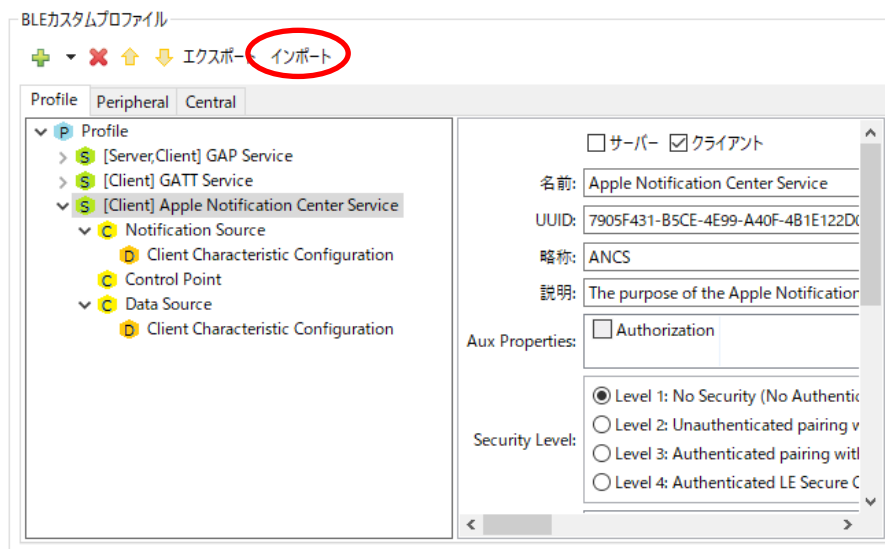 BLEカスタムプロファイル
エクスポート インポート
Profile Peripheral Central
P Profile
S [Server,Client] GAP Service
S [Client] GATT Service
S [Client] Apple Notification Center Service
C Notification Source
D Client Characteristic Configuration
C Control Point
C Data Source
D Client Characteristic Configuration
サーバー クライアント
名前: Apple Notification Center Service
UUID: 7905F431-B5CE-4E99-A40F-4B1E122D0
略称: ANCS
説明: The purpose of the Apple Notification
Aux Properties: Authorization
Security Level:
Level 1: No Security (No Authentic
Level 2: Unauthenticated pairing w
Level 3: Authenticated pairing with
Level 4: Authenticated LE Secure C